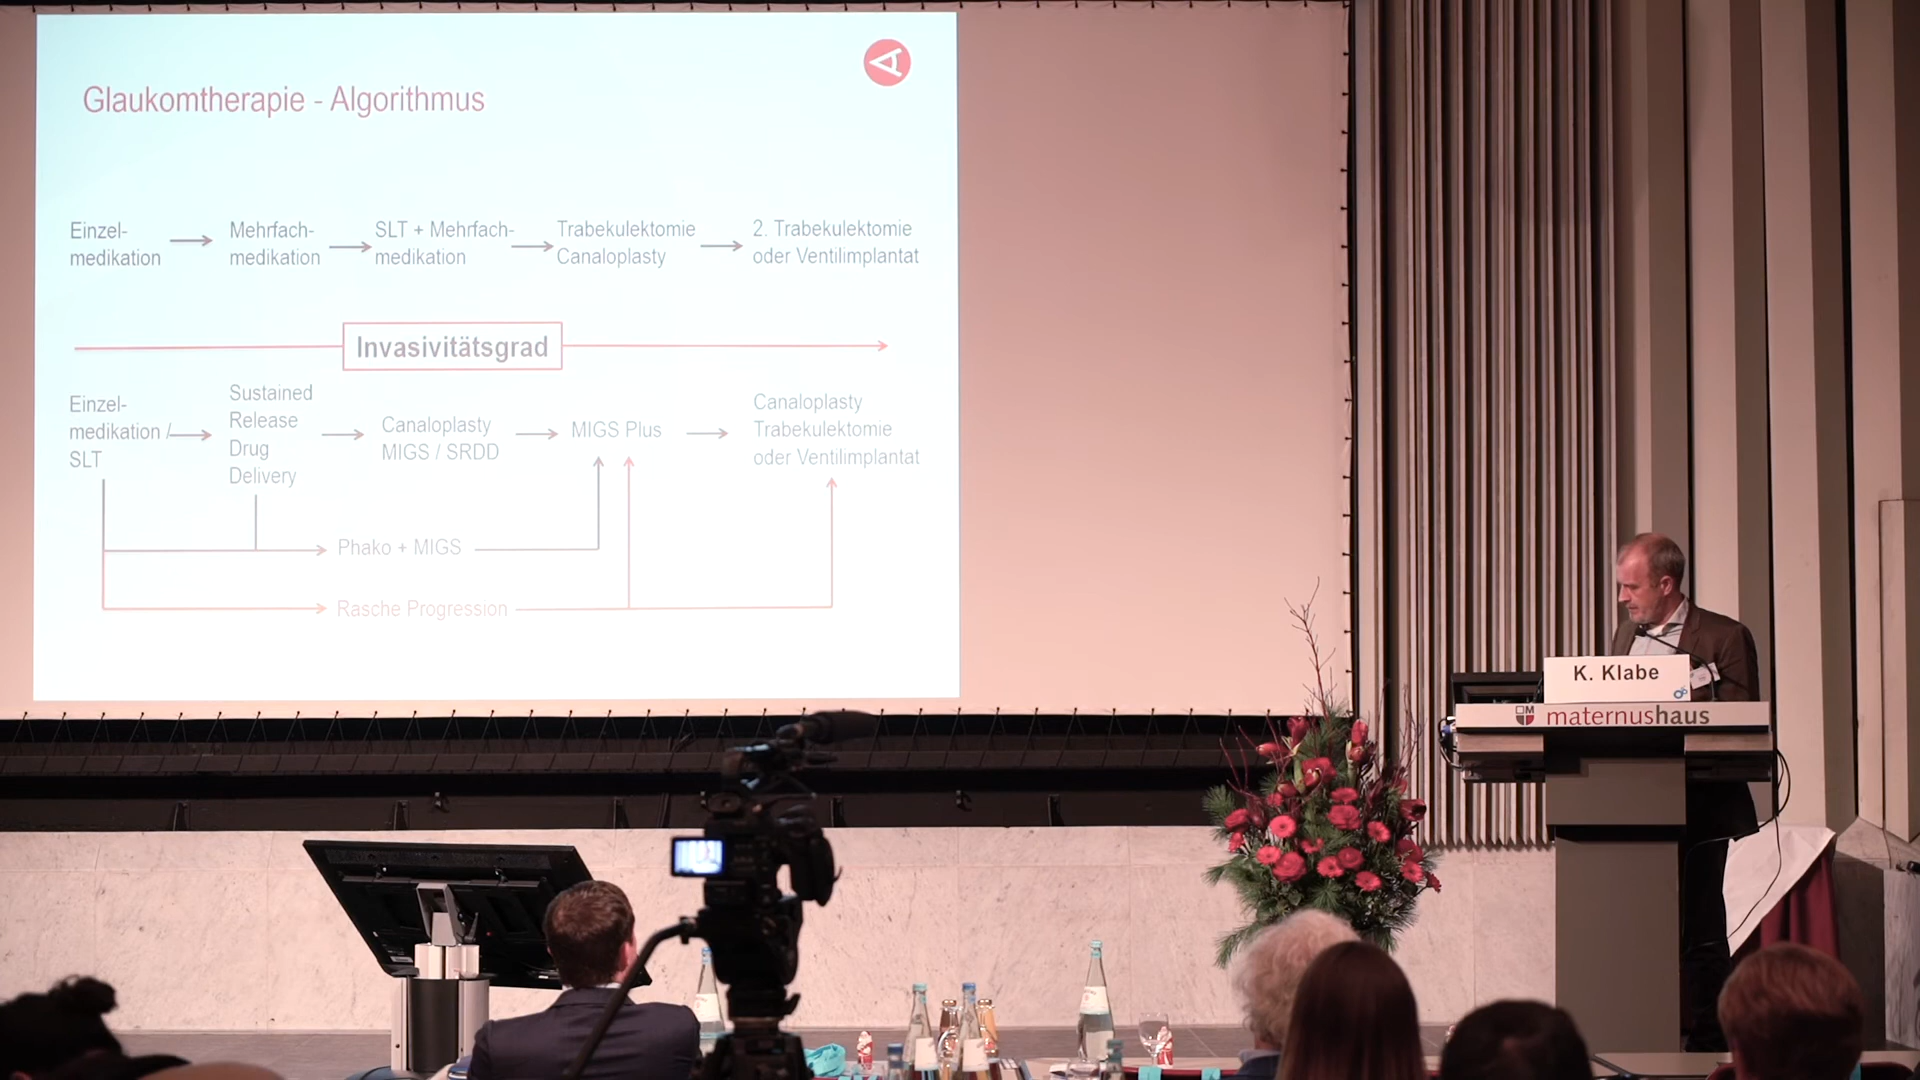 Glaukomtherapie - Algorithmus
Einzel-
medikation
Mehrfach-
medikation
SLT + Mehrfach-
medikation
Trabekulektomie
Canaloplasty
2. Trabekulektomie
oder Ventilimplantat
Invasivitätsgrad
Einzel-
medikation /
SLT
Sustained
Release
Drug
Delivery
Canaloplasty
MIGS / SRDD
MIGS Plus
Canaloplasty
Trabekulektomie
oder Ventilimplantat
Phako + MIGS
Rasche Progression
K. Klabe
maternushaus